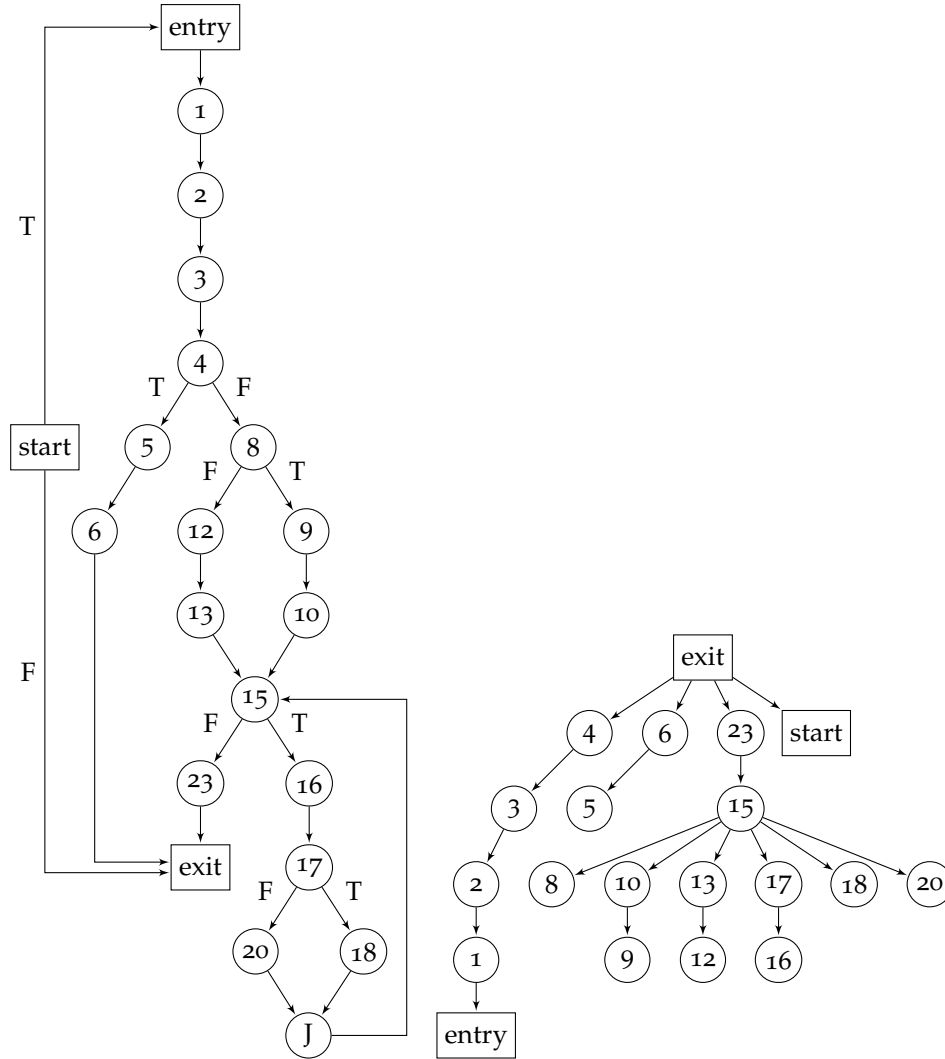 entry
1
2
T
3
4
T F
start 5 8
F T
6 12 9
13 10
F exit
15
F T
4 6 23 start
23 16
3 5 15
exit 17
F T
2 8 10 13 17 18 20
20 18
1 9 12 16
J entry